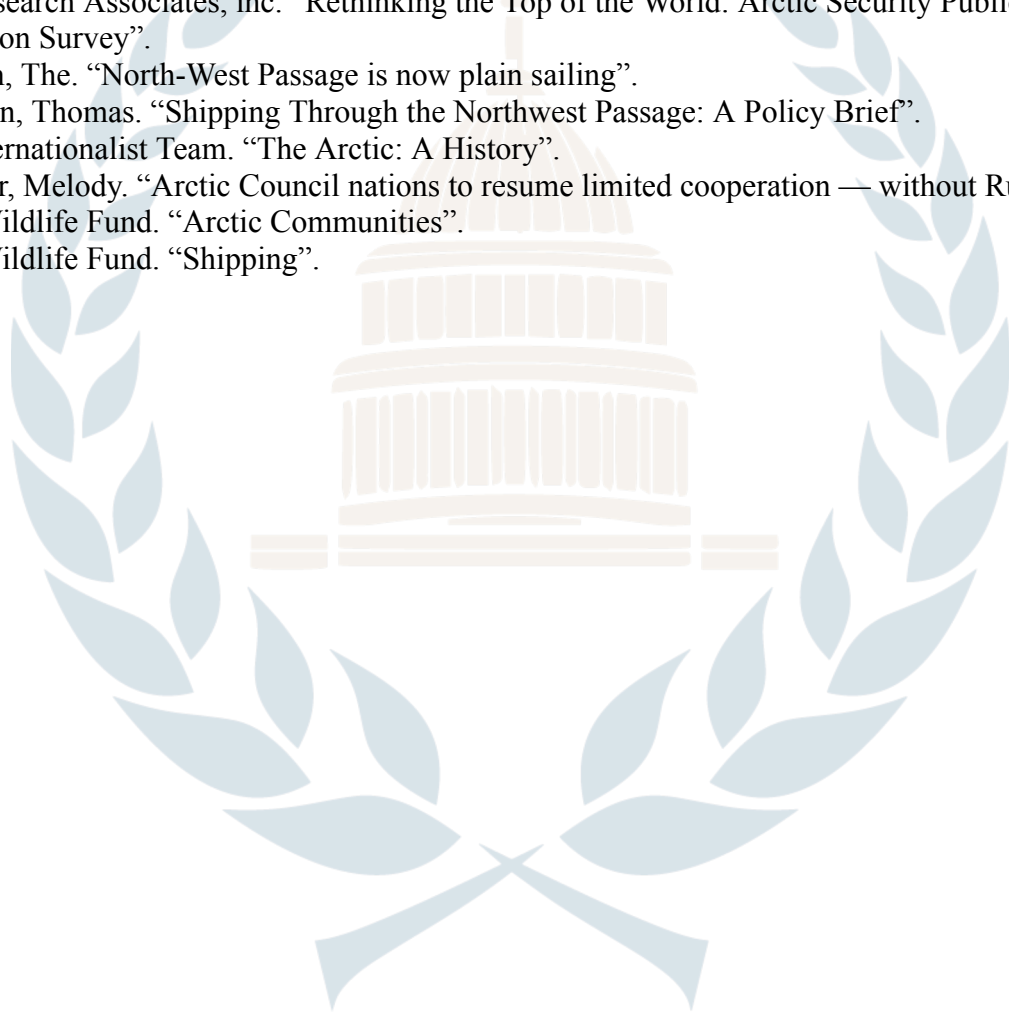 search Associates, Inc. “Rethinking the Top of the World: Arctic Security Public
on Survey”.
, The. “North-West Passage is now plain sailing”.
n, Thomas. “Shipping Through the Northwest Passage: A Policy Brief”.
ernationalist Team. “The Arctic: A History”.
r, Melody. “Arctic Council nations to resume limited cooperation — without Ru
ildlife Fund. “Arctic Communities”.
ildlife Fund. “Shipping”.